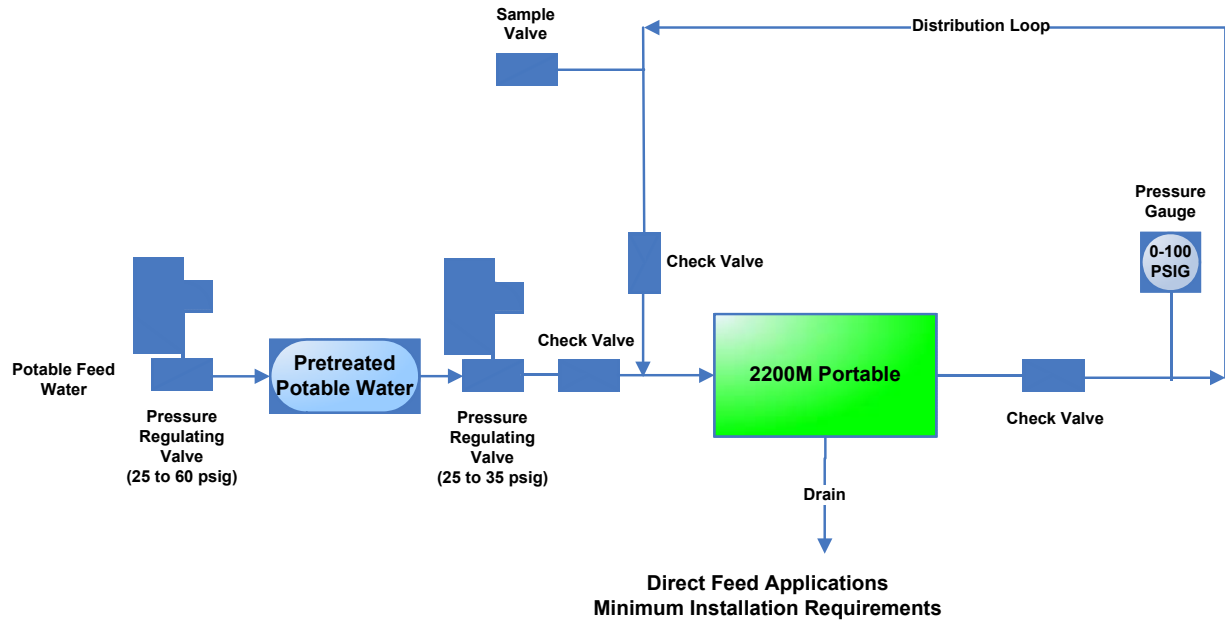 Sample
Valve
Distribution Loop
Pressure
Gauge
0-100
PSIG
Check Valve
Potable Feed
Water
Pretreated
Potable Water
Check Valve
2200M Portable
Check Valve
Pressure
Regulating
Valve
(25 to 60 psig)
Pressure
Regulating
Valve
(25 to 35 psig)
Drain
Direct Feed Applications
Minimum Installation Requirements